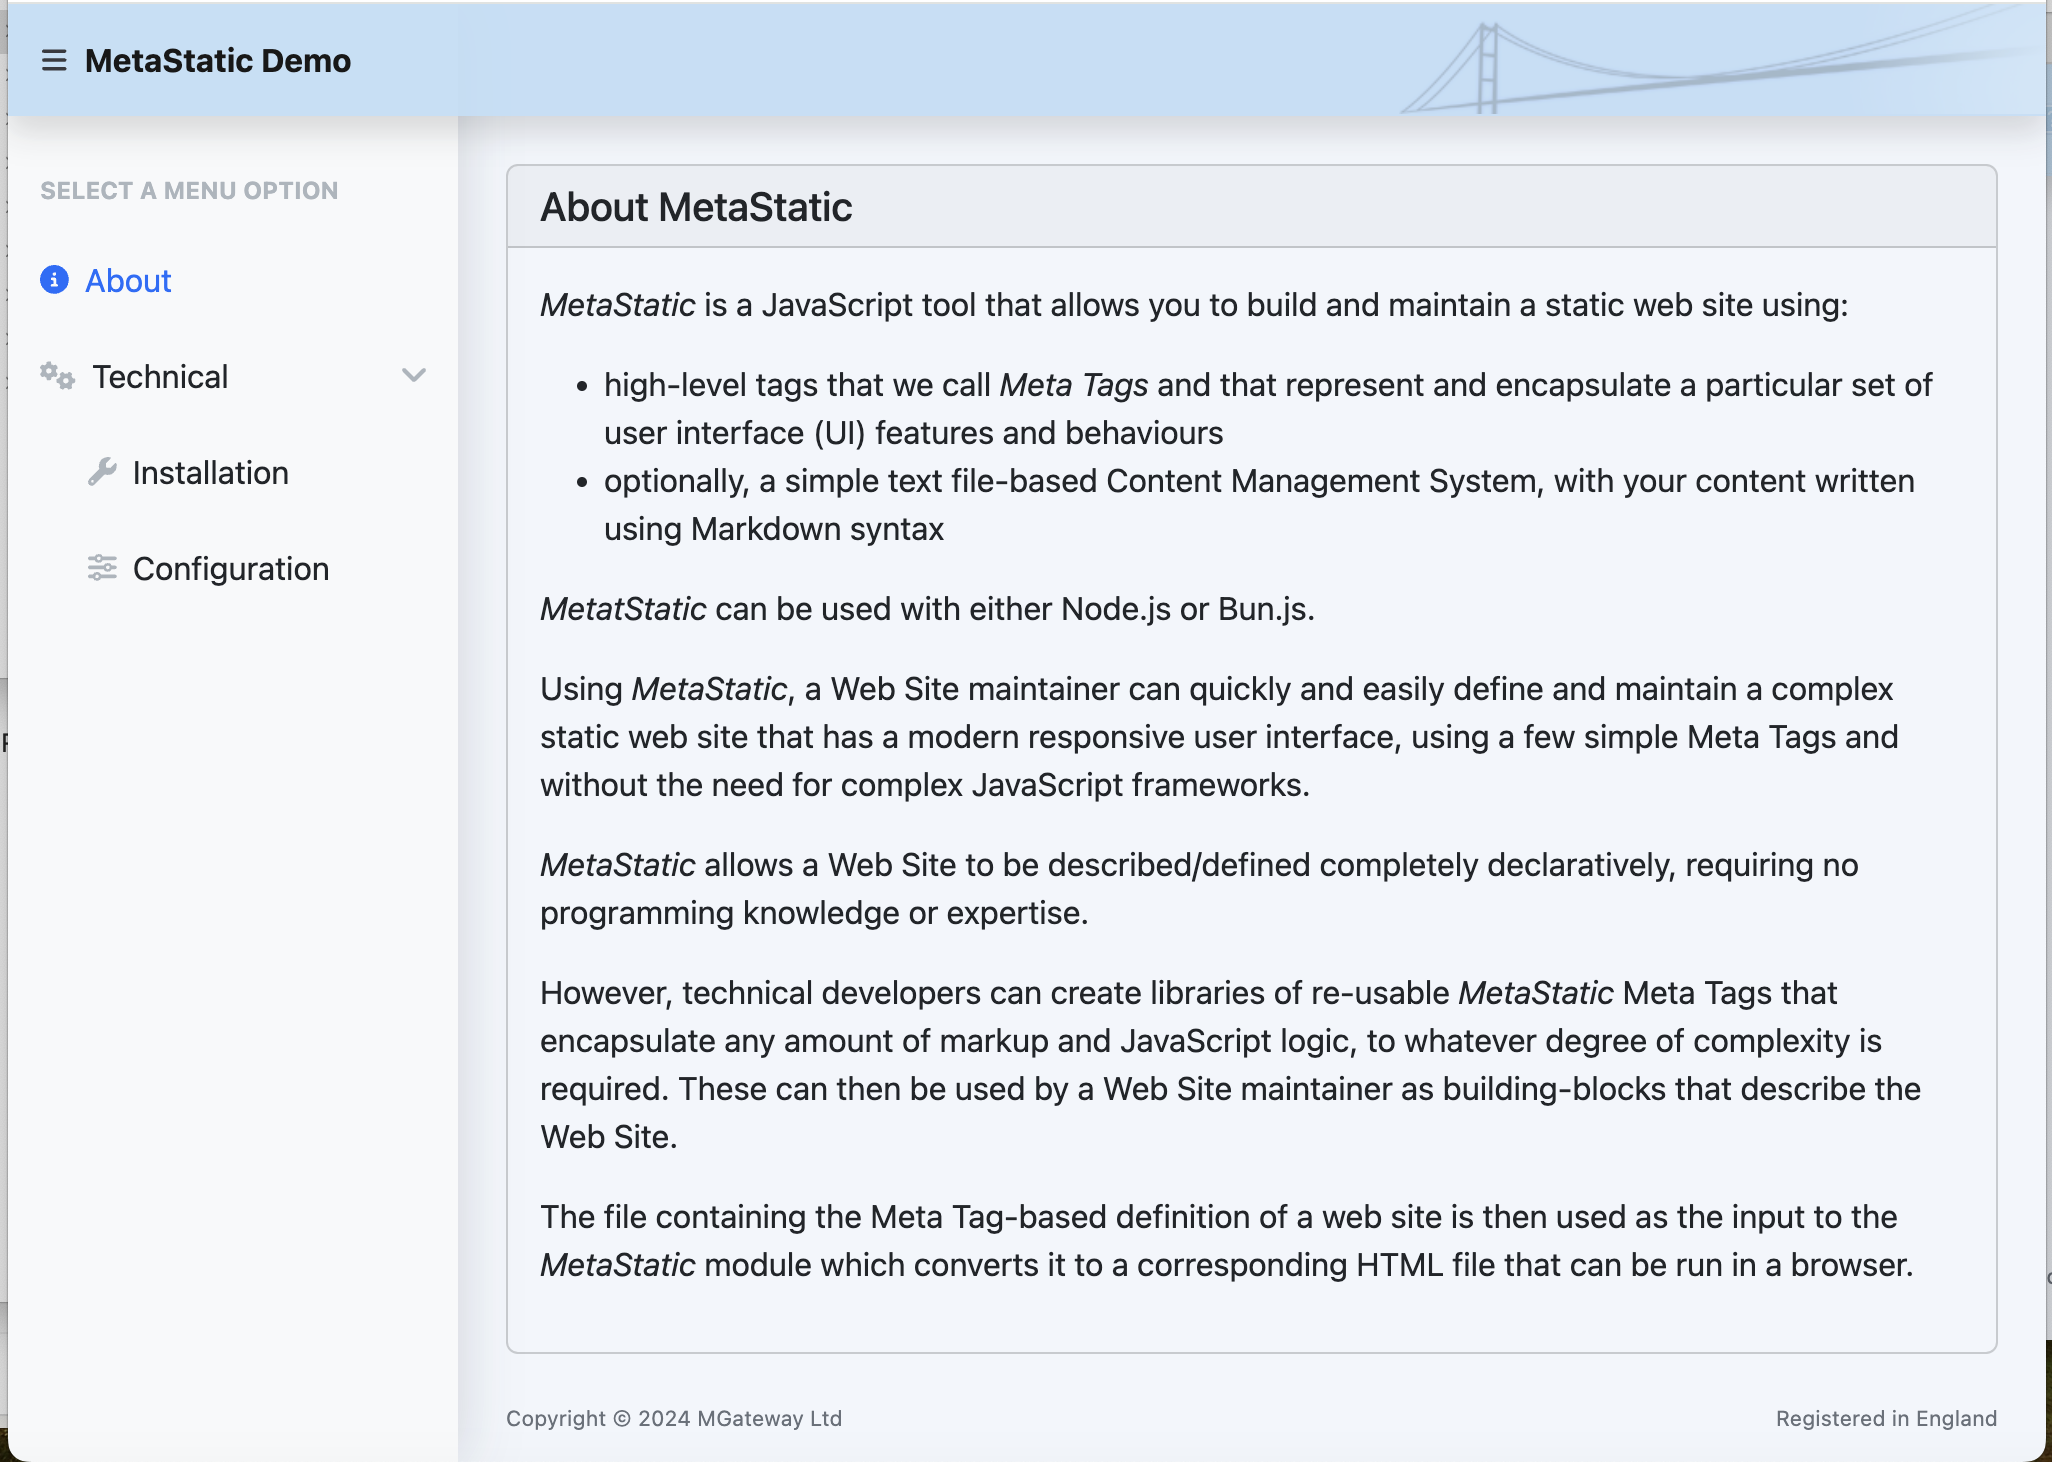 MetaStatic Demo
SELECT A MENU OPTION
About
Technical
Installation
Configuration
About MetaStatic
MetaStatic is a JavaScript tool that allows you to build and maintain a static web site using:
• high-level tags that we call Meta Tags and that represent and encapsulate a particular set of
user interface (UI) features and behaviours
• optionally, a simple text file-based Content Management System, with your content written
using Markdown syntax
MetatStatic can be used with either Node.js or Bun.js.
Using MetaStatic, a Web Site maintainer can quickly and easily define and maintain a complex
static web site that has a modern responsive user interface, using a few simple Meta Tags and
without the need for complex JavaScript frameworks.
MetaStatic allows a Web Site to be described/defined completely declaratively, requiring no
programming knowledge or expertise.
However, technical developers can create libraries of re-usable MetaStatic Meta Tags that
encapsulate any amount of markup and JavaScript logic, to whatever degree of complexity is
required. These can then be used by a Web Site maintainer as building-blocks that describe the
Web Site.
The file containing the Meta Tag-based definition of a web site is then used as the input to the
MetaStatic module which converts it to a corresponding HTML file that can be run in a browser.
Copyright © 2024 MGateway Ltd
Registered in England